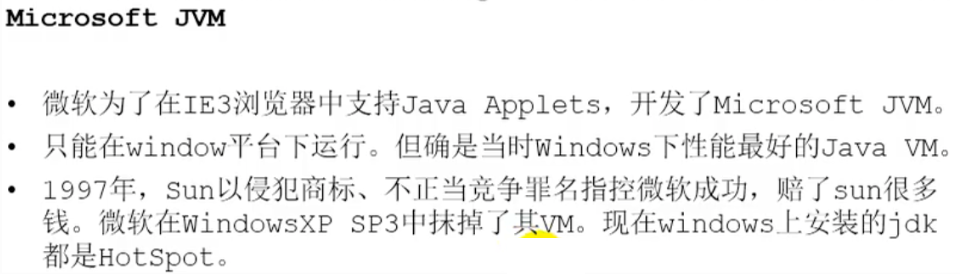 Microsoft JVM
• 微软为了在IE3浏览器中支持Java Applets，开发了Microsoft JVM。
• 只能在window平台下运行。但确是当时Windows下性能最好的Java VM。
• 1997年，Sun以侵犯商标、不正当竞争罪名指控微软成功，赔了sun很多
钱。微软在WindowsXP SP3中抹掉了其VM。现在windows上安装的jdk
都是HotSpot。